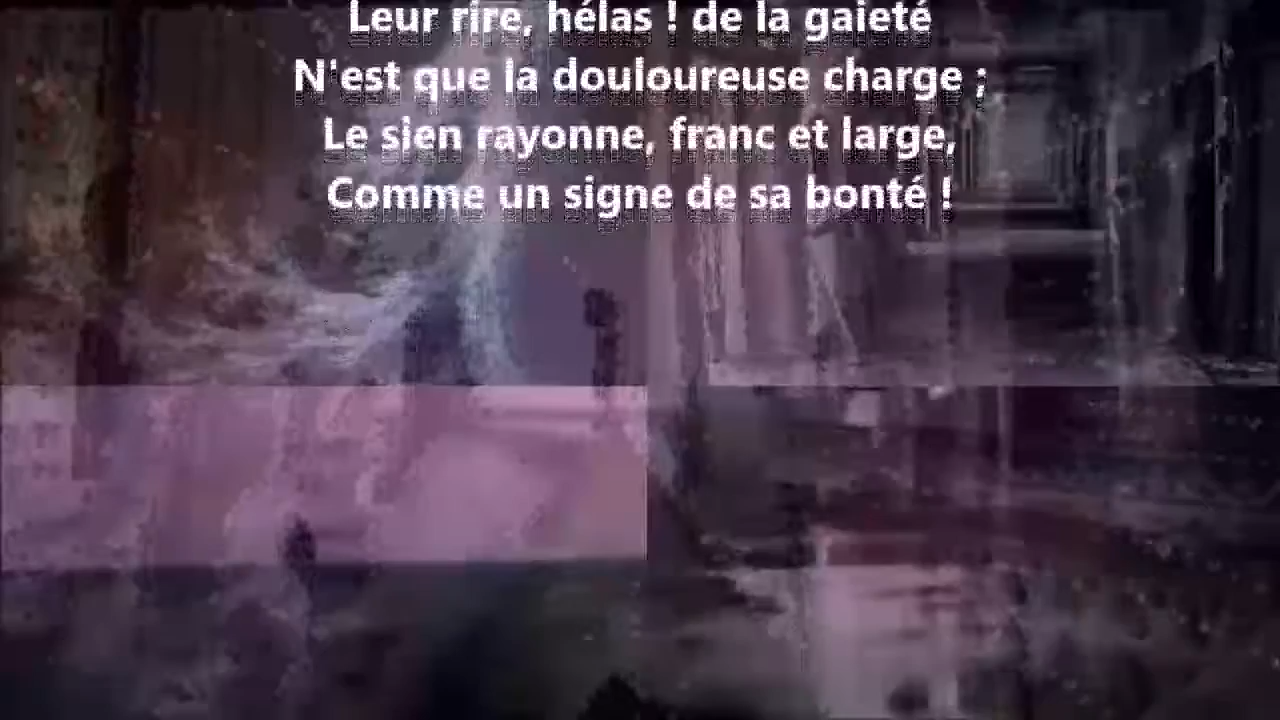 Leur rire, hélas ! de la gaieté
N'est que la douloureuse charge ;
Le sien rayonne, franc et large,
Comme un signe de sa bonté !